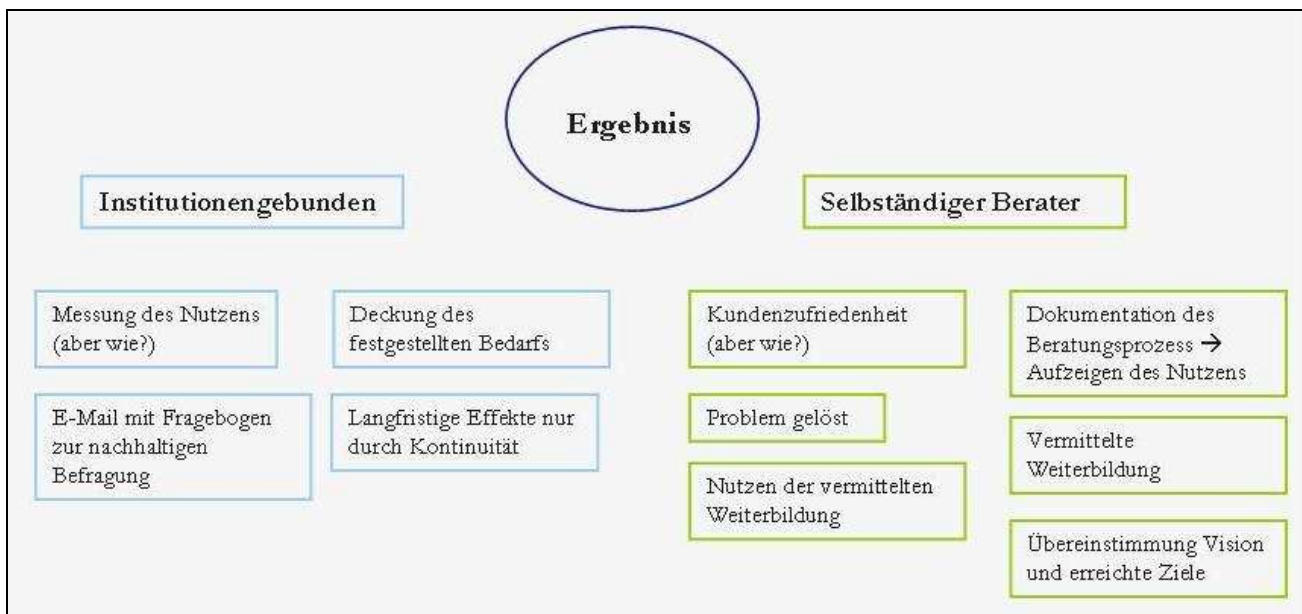 Ergebnis
Institutionengebunden
Selbständiger Berater
Messung des Nutzens
(aber wie?)
Deckung des
festgestellten Bedarfs
E-Mail mit Fragebogen
zur nachhaltigen
Befragung
Langfristige Effekte nur
durch Kontinuität
Kundenzufriedenheit
(aber wie?)
Problem gelöst
Nutzen der vermittelten
Weiterbildung
Dokumentation des
Beratungsprozess →
Aufzeigen des Nutzens
Vermittelte
Weiterbildung
Übereinstimmung Vision
und erreichte Ziele